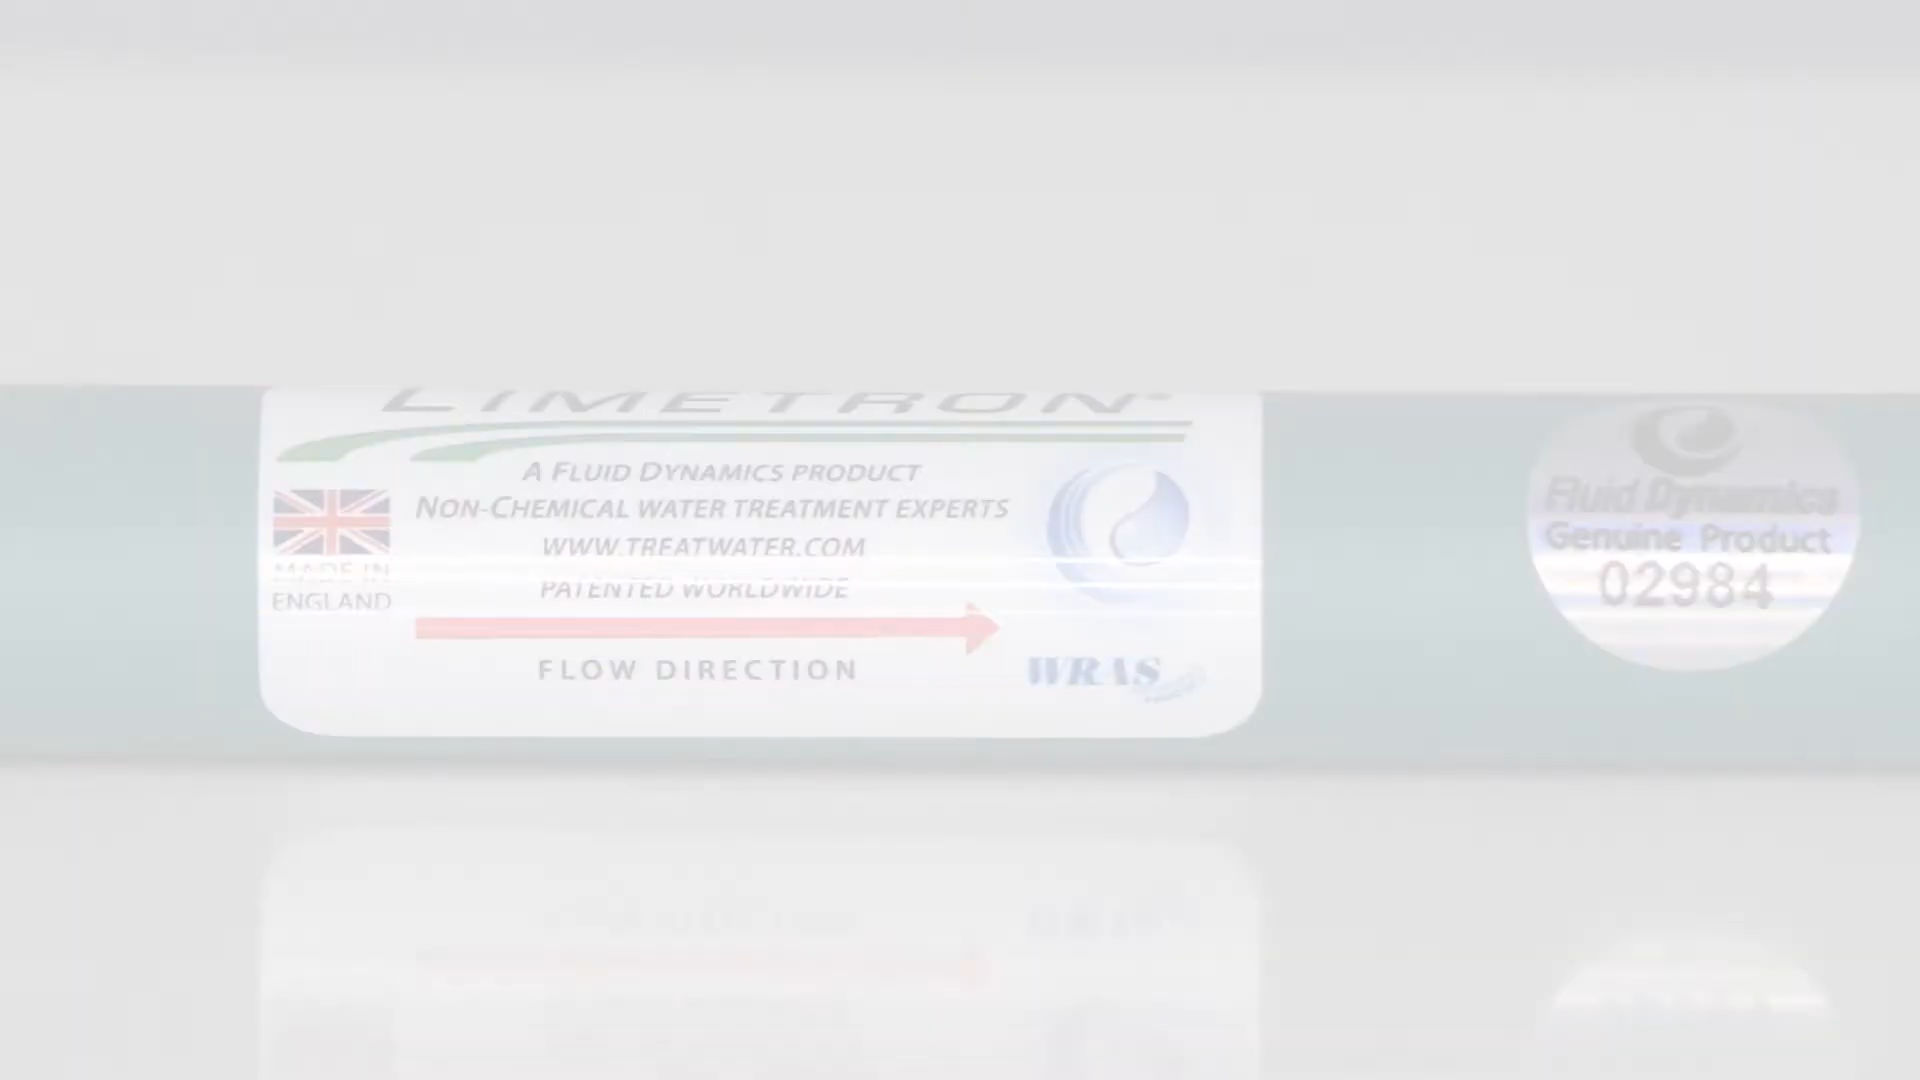 LIMETRON®
A FLUID DYNAMICS PRODUCT
NON-CHEMICAL WATER TREATMENT EXPERTS
WWW.TREATWATER.COM
PATENTED WORLDWIDE
MADE IN
ENGLAND
FLOW DIRECTION
WRAS
Fluid Dynamics
Genuine Product
02984